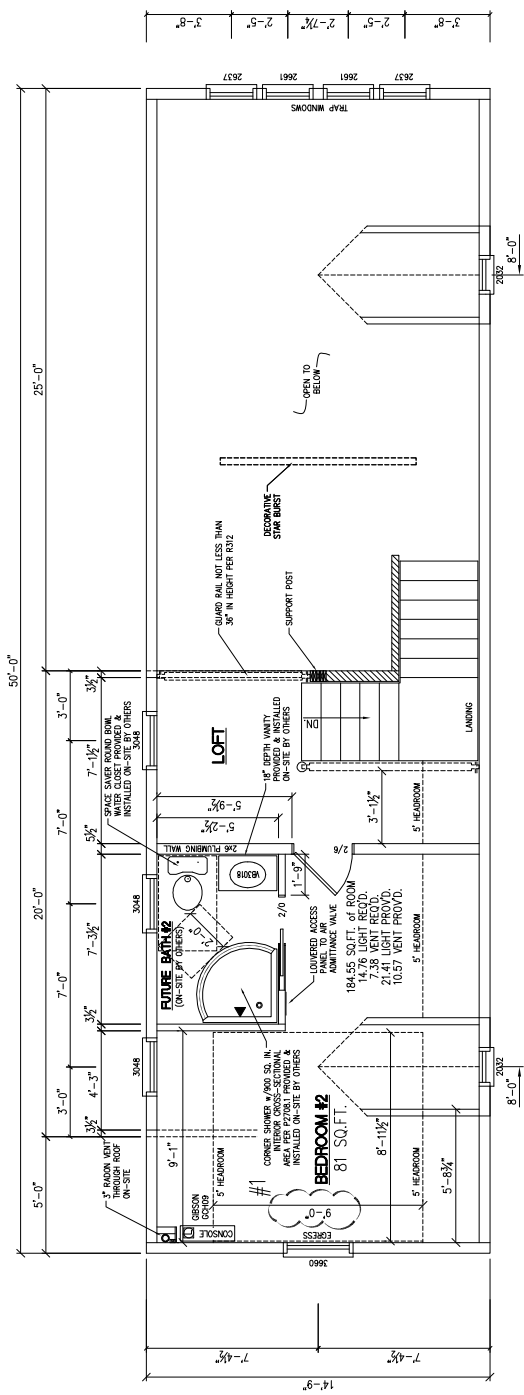 50'-0"
5'-0"
20'-0"
25'-0"
3'-0"
7'-0"
7'-0"
3'-0"
3½"
4'-3"
3½"
7'-3½"
5½"
7'-1½"
3½"
3" RADON VENT
THROUGH ROOF
ON-SITE
3048
3048
3048
SPACE SAVER ROUND BOWL
WATER CLOSET PROVIDED &
INSTALLED ON-SITE BY OTHERS
GIBSON
GCH09
CONSOLE
9'-1"
5' HEADROOM
CORNER SHOWER w/900 SQ. IN.
INTERIOR CROSS-SECTIONAL
AREA PER P2708.1 PROVIDED &
INSTALLED ON-SITE BY OTHERS
FUTURE BATH #2
(ON-SITE BY OTHERS)
2'-0"
2x6 PLUMBING WALL
VB3018
5'-2½"
5'-9½"
LOFT
18" DEPTH VANITY
PROVIDED & INSTALLED
ON-SITE BY OTHERS
GUARD RAIL NOT LESS THAN
36" IN HEIGHT PER R312
SUPPORT POST
DECORATIVE
STAR BURST
OPEN TO
BELOW
TRAP WINDOWS
2637
2661
2661
2637
3'-8"
2'-5"
2'-7¼"
2'-5"
3'-8"
#1
BEDROOM #2
81 SQ.FT.
9'-0"
EGRESS
3660
8'-11½"
5' HEADROOM
5'-8¾"
2/0
1'-9"
2/6
LOUVERED ACCESS
PANEL TO AIR
ADMITTANCE VALVE
184.55 SQ.FT. of ROOM
14.76 LIGHT REQ'D.
7.38 VENT REQ'D.
21.41 LIGHT PROV'D.
10.57 VENT PROV'D.
5' HEADROOM
5' HEADROOM
3'-1½"
DN.
LANDING
2032
8'-0"
2032
8'-0"
7'-4½"
7'-4½"
14'-9"